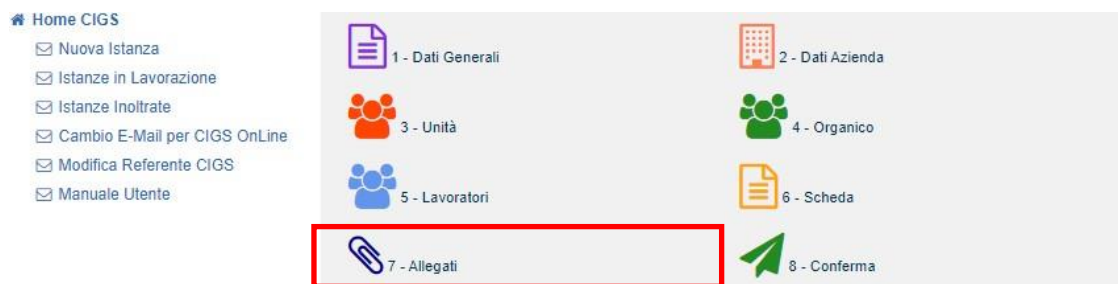 Home CIGS
Nuova Istanza
Istanze in Lavorazione
Istanze Inoltrate
Cambio E-Mail per CIGS OnLine
Modifica Referente CIGS
Manuale Utente
1 - Dati Generali
2 - Dati Azienda
3 - Unità
4 - Organico
5 - Lavoratori
6 - Scheda
7 - Allegati
8 - Conferma